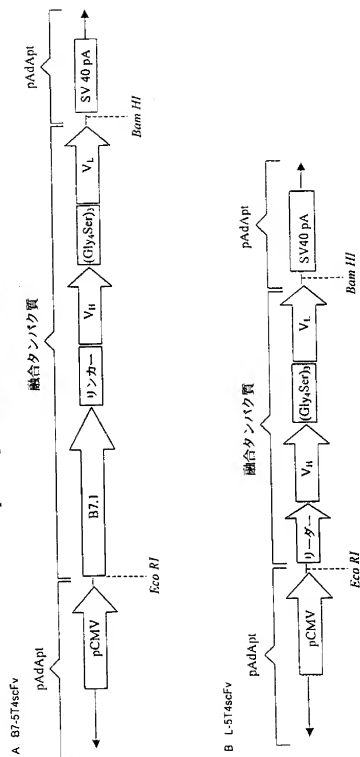 A B7-5T4scFv
pAdApt
融合タンパク質
pAdApt
pCMV
B7.1
リンカー
VH
(Gly4Ser)3
VL
SV 40 pA
Eco RI
Bam HI
B L-5T4scFv
pAdApt
融合タンパク質
pAdApt
pCMV
リーダー
VH
(Gly4Ser)3
VL
SV40 pA
Eco RI
Bam HI